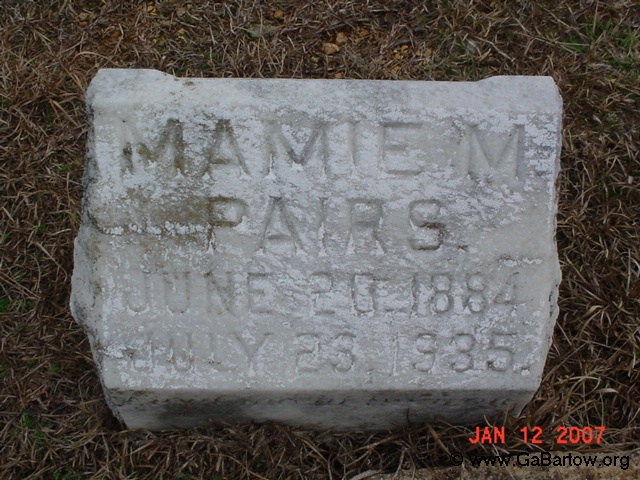 MAMIE M.
PAIRS.
JUNE 20, 1884
JULY 23, 1935.
JAN 12 2007
© www.GaBartow.org